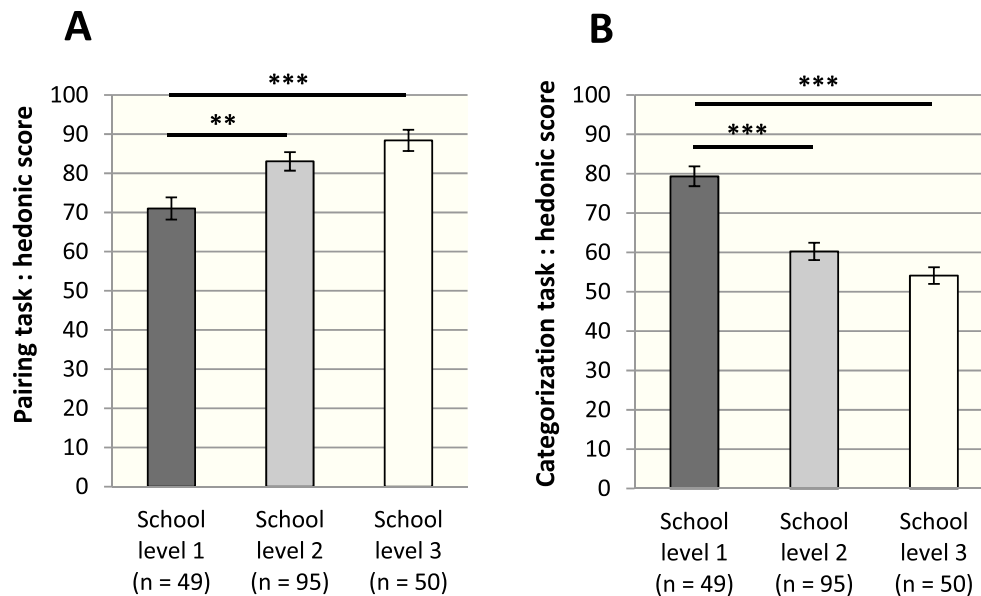 A
Pairing task : hedonic score
***
**
100
90
80
70
60
50
40
30
20
10
0
School
level 1
(n = 49)
School
level 2
(n = 95)
School
level 3
(n = 50)
B
Categorization task : hedonic score
***
***
100
90
80
70
60
50
40
30
20
10
0
School
level 1
(n = 49)
School
level 2
(n = 95)
School
level 3
(n = 50)